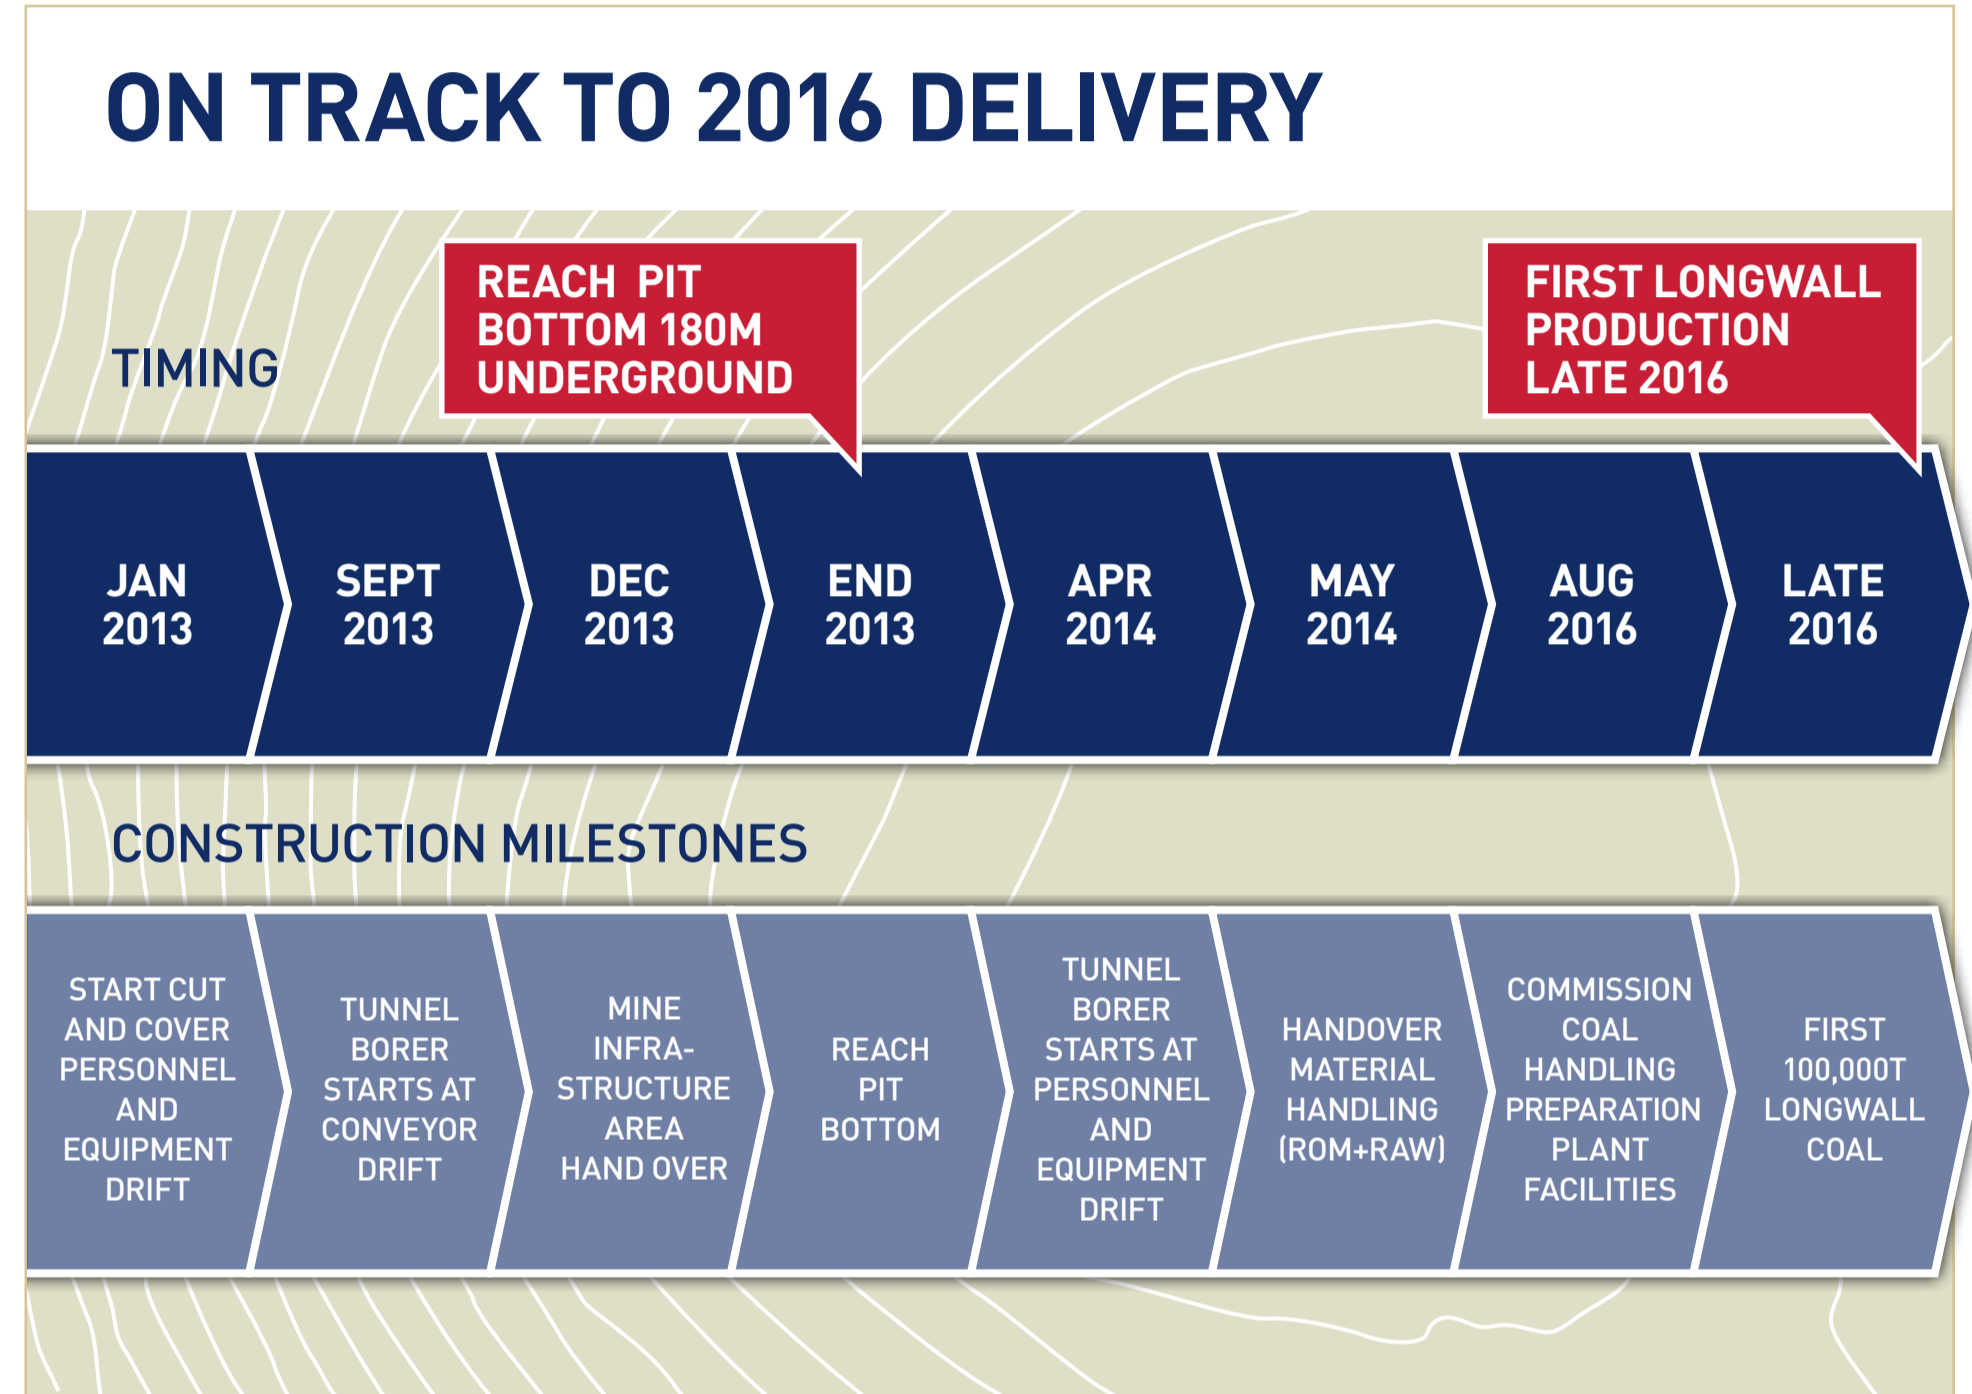 ON TRACK TO 2016 DELIVERY
REACH PIT
BOTTOM 180M
UNDERGROUND
FIRST LONGWALL
PRODUCTION
LATE 2016
TIMING
JAN
2013
SEPT
2013
DEC
2013
END
2013
APR
2014
MAY
2014
AUG
2016
LATE
2016
CONSTRUCTION MILESTONES
START CUT
AND COVER
PERSONNEL
AND
EQUIPMENT
DRIFT
TUNNEL
BORER
STARTS AT
CONVEYOR
DRIFT
MINE
INFRA-
STRUCTURE
AREA
HAND OVER
REACH
PIT
BOTTOM
TUNNEL
BORER
STARTS AT
PERSONNEL
AND
EQUIPMENT
DRIFT
HANDOVER
MATERIAL
HANDLING
(ROM+RAW)
COMMISSION
COAL
HANDLING
PREPARATION
PLANT
FACILITIES
FIRST
100,000T
LONGWALL
COAL